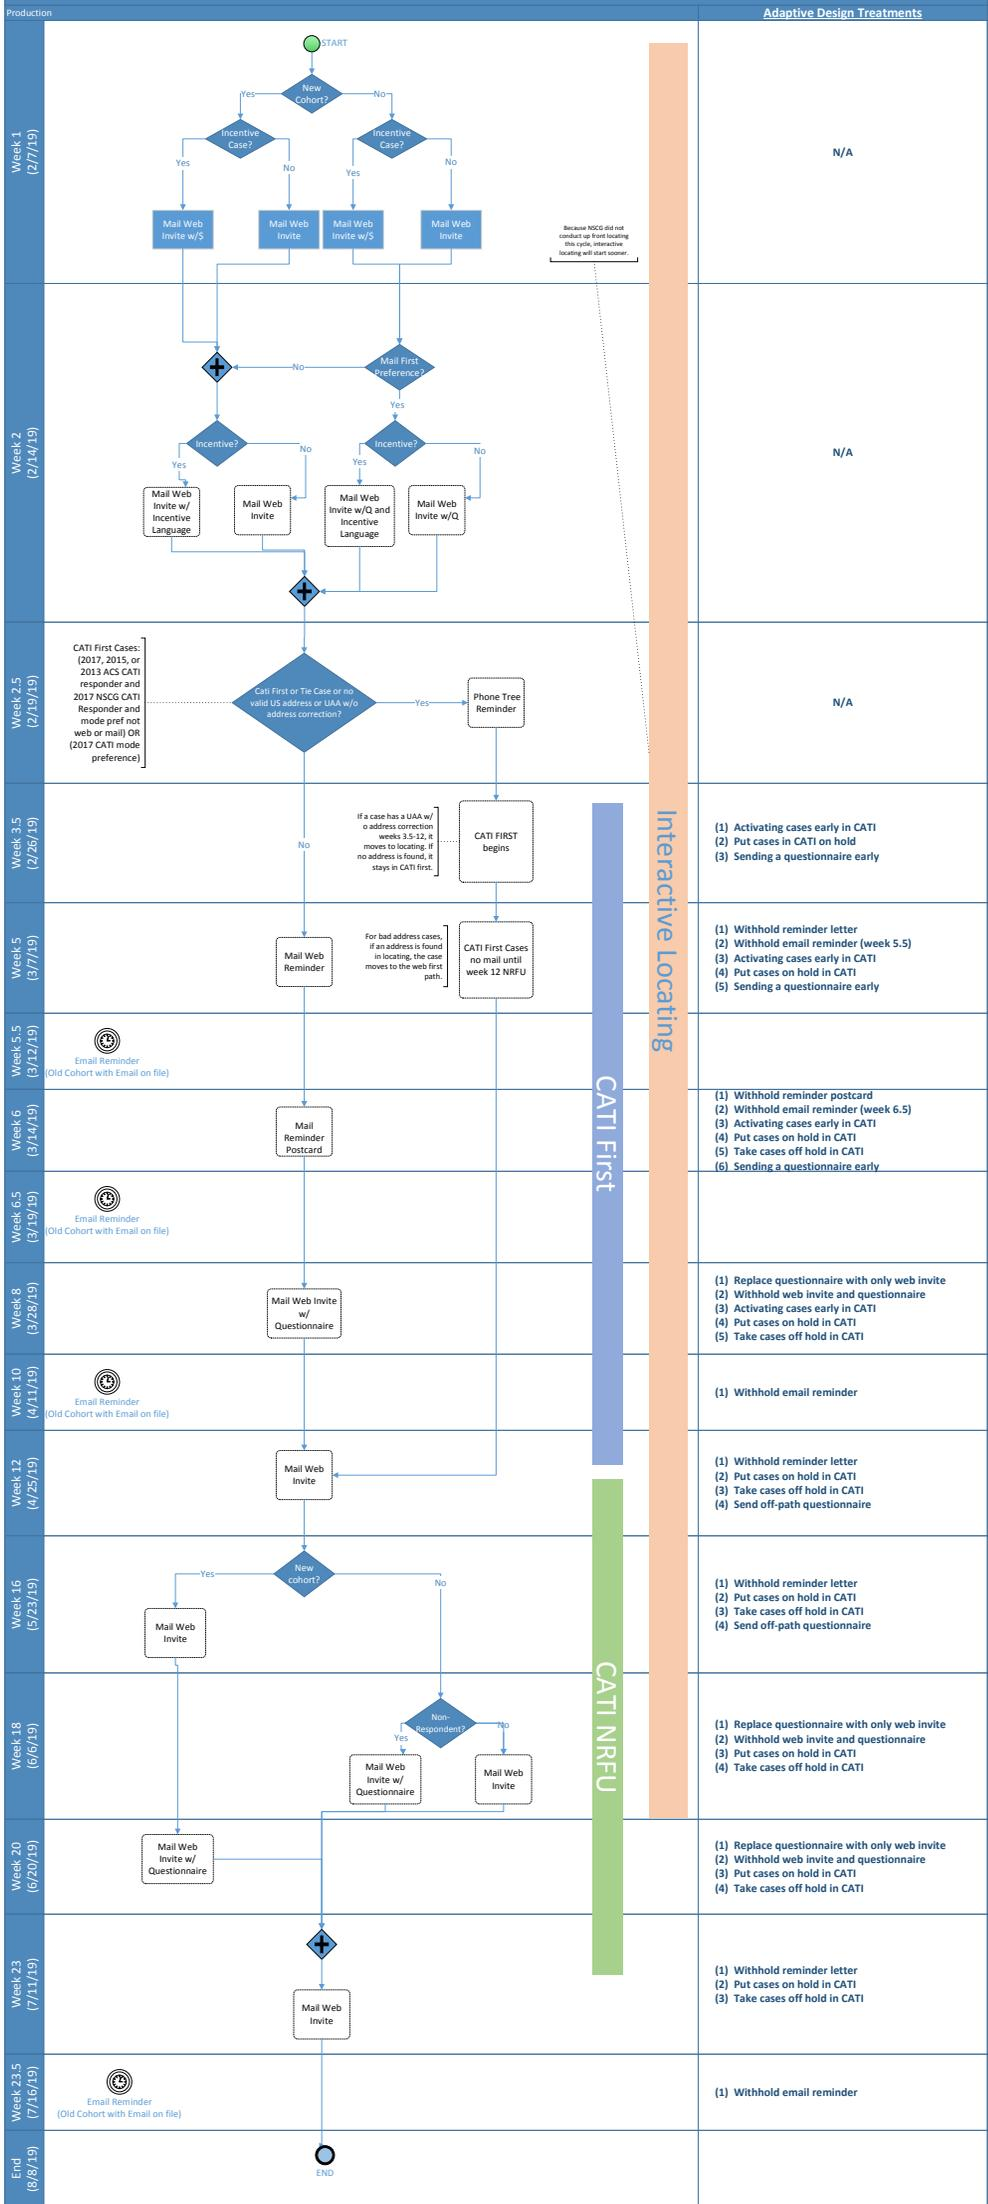 Production
Adaptive Design Treatments
Week 1
(2/7/19)
START
New
Cohort?
Yes
No
Incentive
Case?
Incentive
Case?
Yes
No
Yes
No
Mail Web
Invite w/$
Mail Web
Invite
Mail Web
Invite w/$
Mail Web
Invite
Because NSCG did not
conduct up front locating
this cycle, interactive
locating will start sooner.
N/A
Week 2
(2/14/19)
Mail First
Preference?
No
Yes
Incentive?
No
Yes
Incentive?
No
Yes
Mail Web
Invite w/
Incentive
Language
Mail Web
Invite
Mail Web
Invite w/Q and
Incentive
Language
Mail Web
Invite w/Q
N/A
Week 2.5
(2/19/19)
CATI First Cases:
(2017, 2015, or
2013 ACS CATI
responder and
2017 NSCG CATI
Responder and
mode pref not
web or mail) OR
(2017 CATI mode
preference)
Cati First or Tie Case or no
valid US address or UAA w/o
address correction?
Yes
Phone Tree
Reminder
N/A
Interactive Locating
CATI First
Week 3.5
(2/26/19)
No
If a case has a UAA w/
o address correction
weeks 3.5-12, it
moves to locating. If
no address is found, it
stays in CATI first.
CATI FIRST
begins
(1) Activating cases early in CATI
(2) Put cases in CATI on hold
(3) Sending a questionnaire early
Week 5
(3/7/19)
Mail Web
Reminder
For bad address cases,
if an address is found
in locating, the case
moves to the web first
path.
CATI First Cases
no mail until
week 12 NRFU
(1) Withhold reminder letter
(2) Withhold email reminder (week 5.5)
(3) Activating cases early in CATI
(4) Put cases on hold in CATI
(5) Sending a questionnaire early
Week 5.5
(3/12/19)
Email Reminder
(Old Cohort with Email on file)
Week 6
(3/14/19)
Mail
Reminder
Postcard
(1) Withhold reminder postcard
(2) Withhold email reminder (week 6.5)
(3) Activating cases early in CATI
(4) Put cases on hold in CATI
(5) Take cases off hold in CATI
(6) Sending a questionnaire early
Week 6.5
(3/19/19)
Email Reminder
(Old Cohort with Email on file)
Week 8
(3/28/19)
Mail Web Invite
w/
Questionnaire
(1) Replace questionnaire with only web invite
(2) Withhold web invite and questionnaire
(3) Activating cases early in CATI
(4) Put cases on hold in CATI
(5) Take cases off hold in CATI
Week 10
(4/11/19)
Email Reminder
(Old Cohort with Email on file)
(1) Withhold email reminder
Week 12
(4/25/19)
Mail Web
Invite
(1) Withhold reminder letter
(2) Put cases on hold in CATI
(3) Take cases off hold in CATI
(4) Send off-path questionnaire
CATI NRFU
Week 16
(5/23/19)
New
cohort?
Yes
No
Mail Web
Invite
(1) Withhold reminder letter
(2) Put cases on hold in CATI
(3) Take cases off hold in CATI
(4) Send off-path questionnaire
Week 18
(6/6/19)
Non-
Respondent?
Yes
No
Mail Web
Invite w/
Questionnaire
Mail Web
Invite
(1) Replace questionnaire with only web invite
(2) Withhold web invite and questionnaire
(3) Put cases on hold in CATI
(4) Take cases off hold in CATI
Week 20
(6/20/19)
Mail Web
Invite w/
Questionnaire
(1) Replace questionnaire with only web invite
(2) Withhold web invite and questionnaire
(3) Put cases on hold in CATI
(4) Take cases off hold in CATI
Week 23
(7/11/19)
Mail Web
Invite
(1) Withhold reminder letter
(2) Put cases on hold in CATI
(3) Take cases off hold in CATI
Week 23.5
(7/16/19)
Email Reminder
(Old Cohort with Email on file)
(1) Withhold email reminder
End
(8/8/19)
END